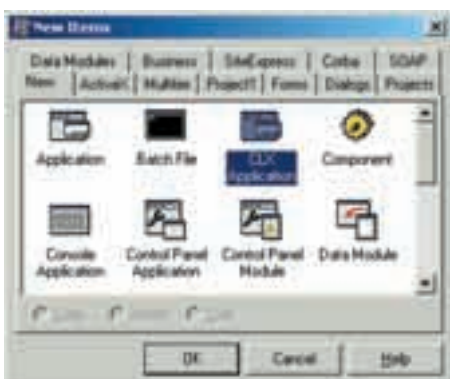 New Items
Data Modules Business SiteExpress Corba SOAP
New ActiveX Multitier Project1 Forms Dialogs Projects
Application Batch File CLX Application Component
Console Application Control Panel Application Control Panel Module Data Module
OK Cancel Help